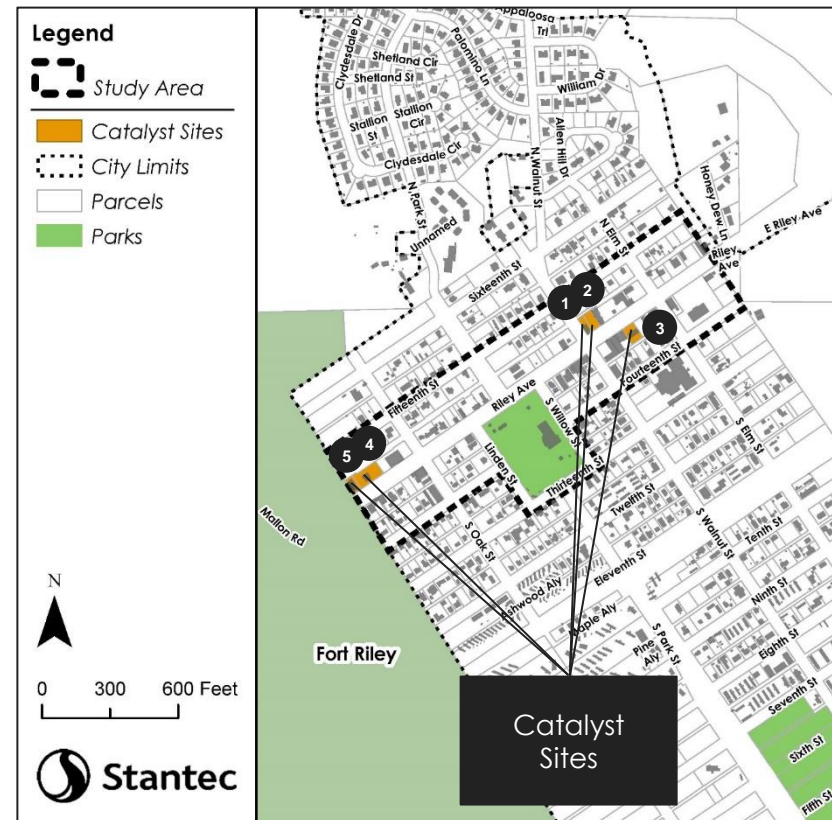 Legend
Study Area
Catalyst Sites
City Limits
Parcels
Parks
N
0 300 600 Feet
Stantec
Appaloosa
Trl
Clydesdale Dr
Shetland Cir
Shetland St
Palomino Ln
William Dr
Stallion
St
Stallion
Cir
Allen Hill Dr
Clydesdale Cir
N Walnut St
N Park St
Unnamed
Honey Dew Ln
E Riley Ave
N Elm St
Riley
Ave
Sixteenth St
1
2
3
Fourteenth St
Fifteenth St
Riley Ave
S Willow St
S Elm St
5
4
Linden St
Thirteenth St
Mallon Rd
Twelfth St
S Oak St
S Walnut St
Tenth St
Eleventh St
Ashwood Aly
Ninth St
Maple Aly
Eighth St
Pine
Aly
S Park St
Fort Riley
Seventh St
Sixth St
Fifth St
Catalyst
Sites